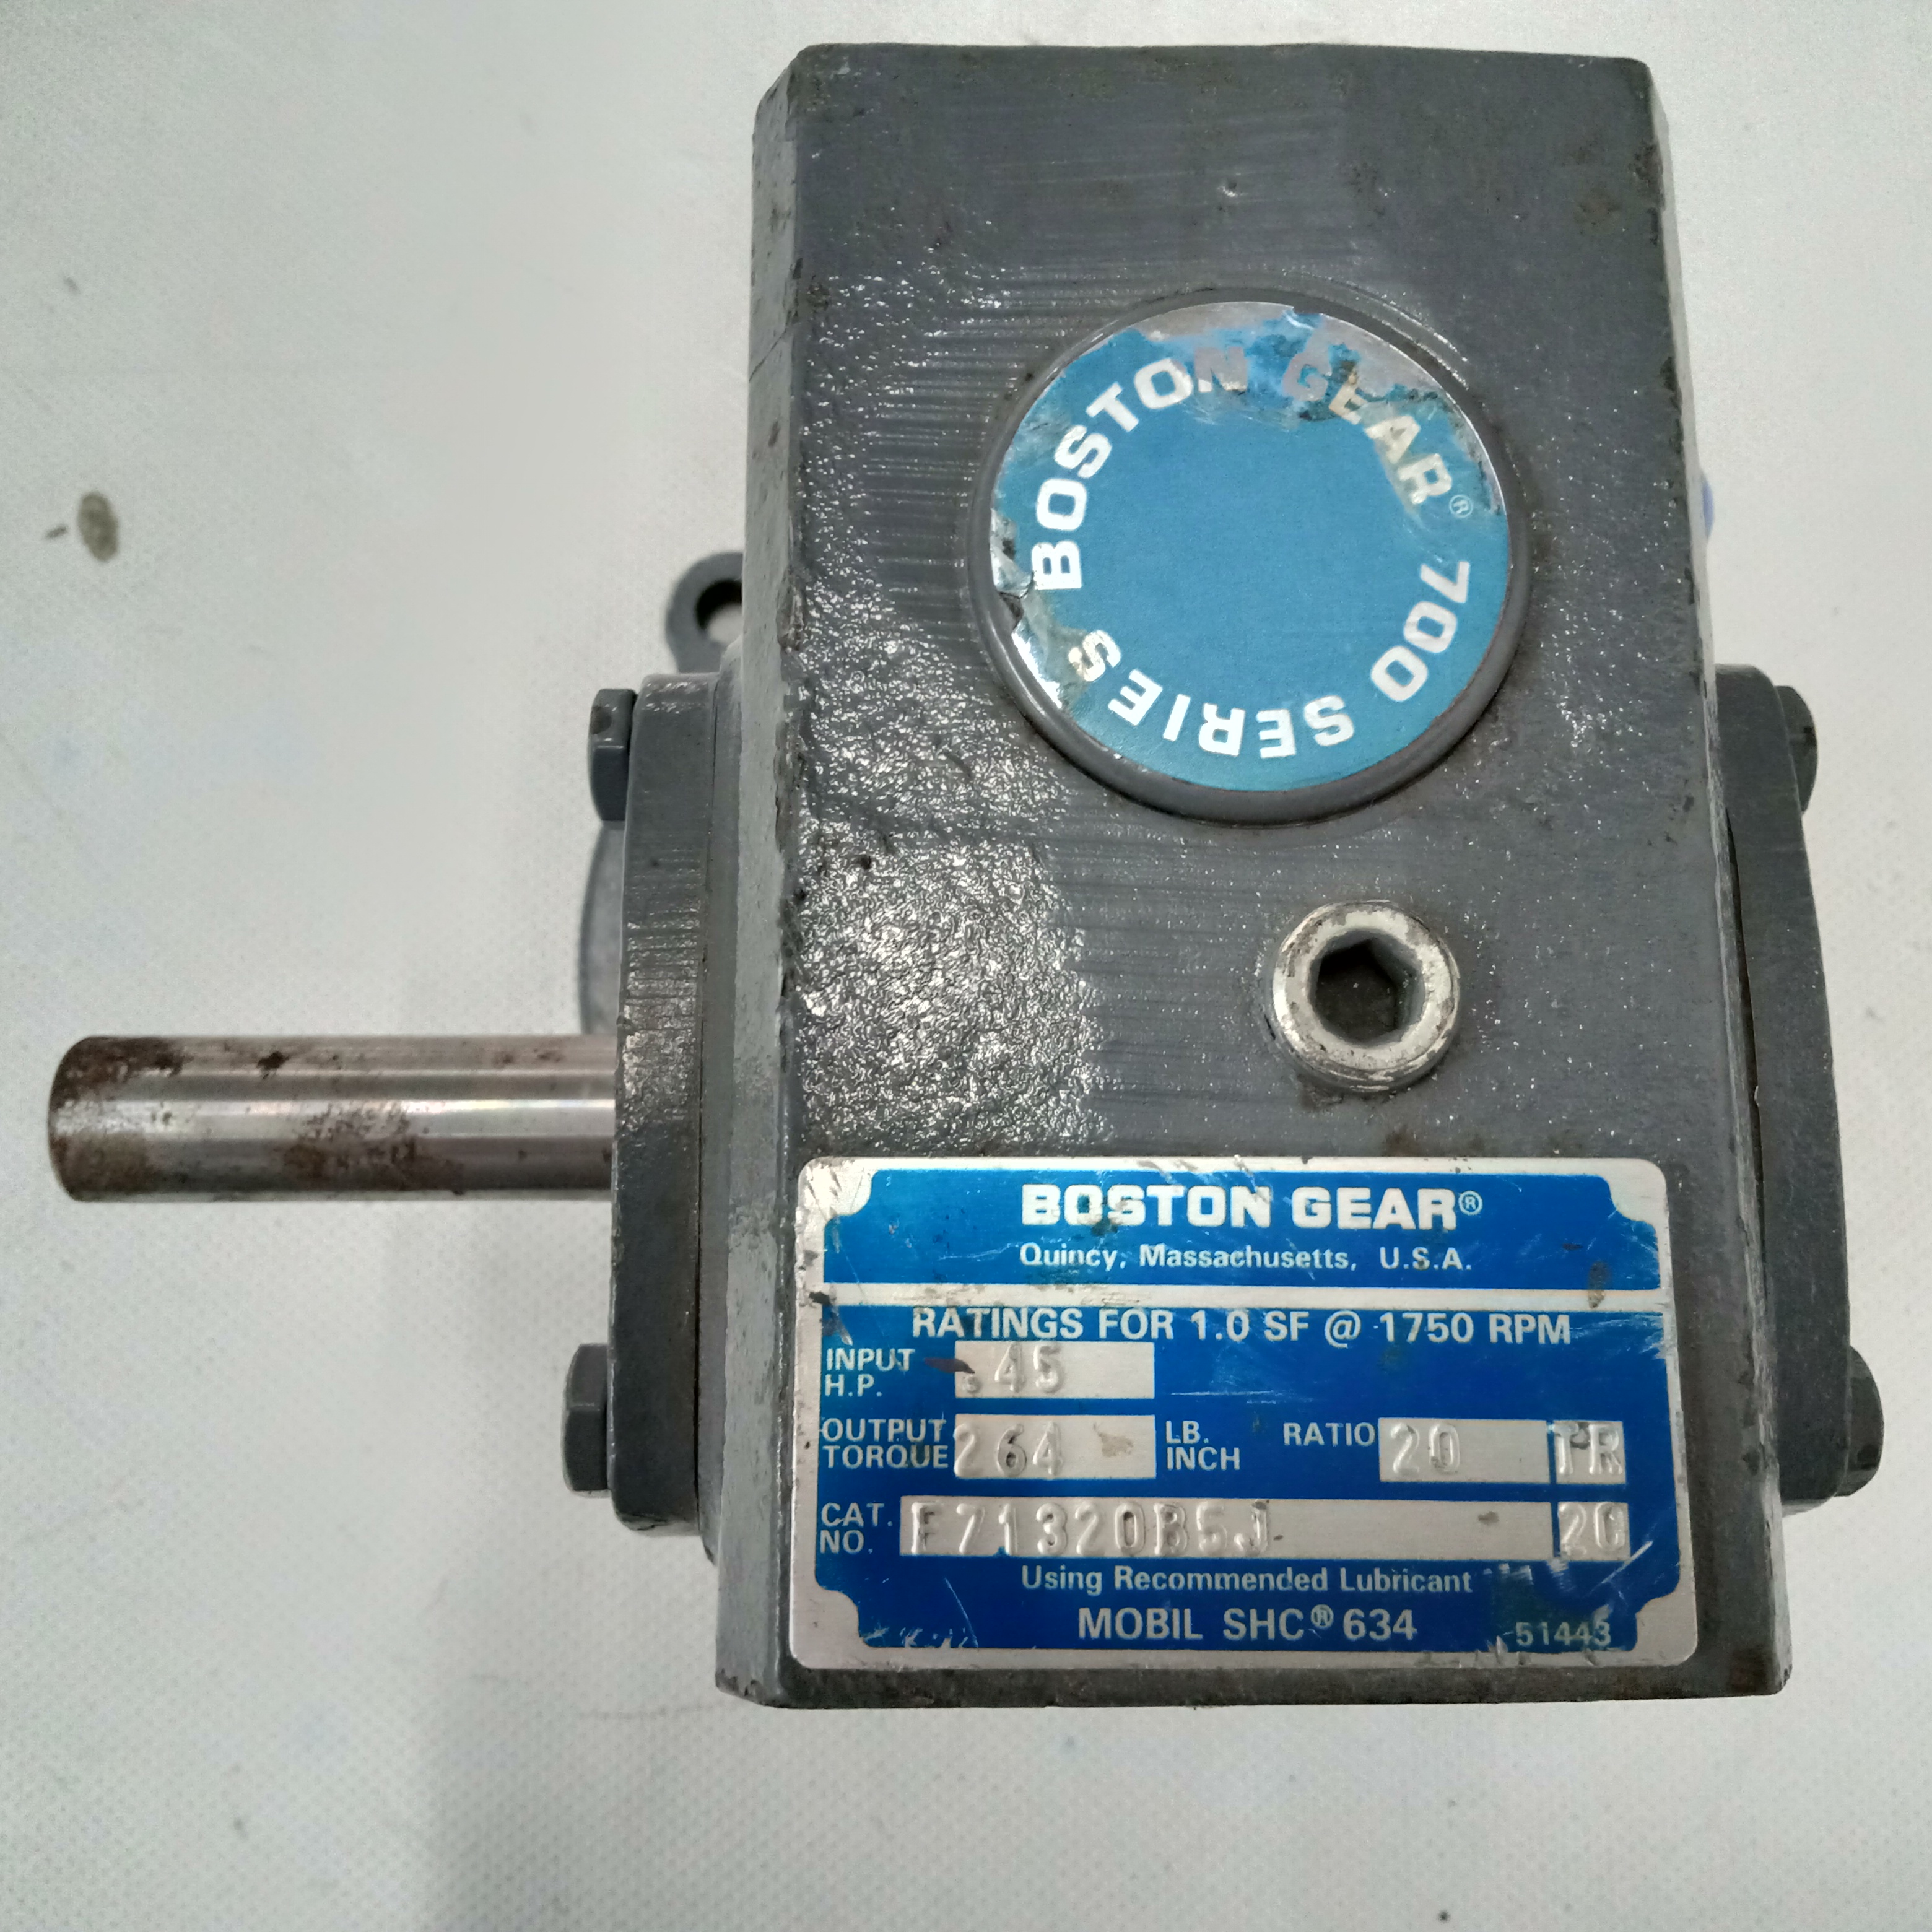 BOSTON GEAR® 700 SERIES
BOSTON GEAR®
Quincy, Massachusetts, U.S.A.
RATINGS FOR 1.0 SF @ 1750 RPM
INPUT H.P. .45
OUTPUT TORQUE 264 LB. INCH RATIO 20 TR
CAT. NO. F71320B5J
Using Recommended Lubricant
MOBIL SHC® 634 51443